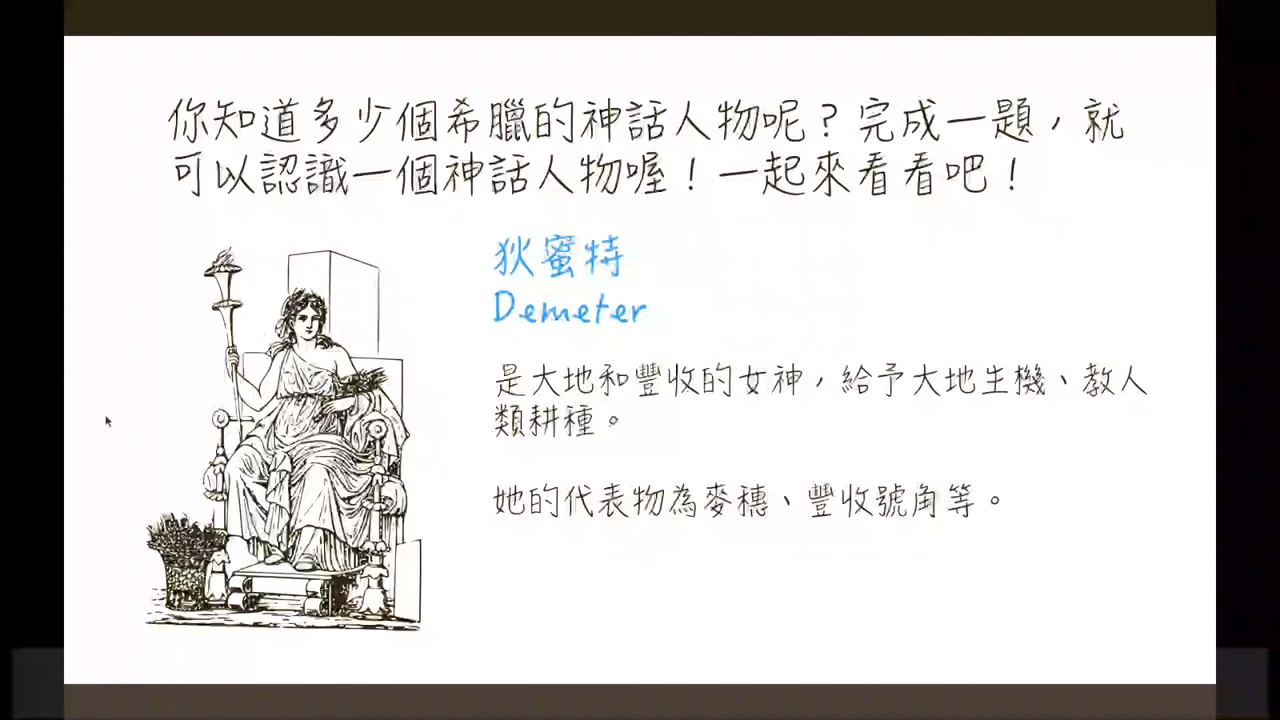 你知道多少個希臘的神話人物呢？完成一題，就
可以認識一個神話人物喔！一起來看看吧！
狄蜜特
Demeter
是大地和豐收的女神，給予大地生機、教人
類耕種。
她的代表物為麥穗、豐收號角等。